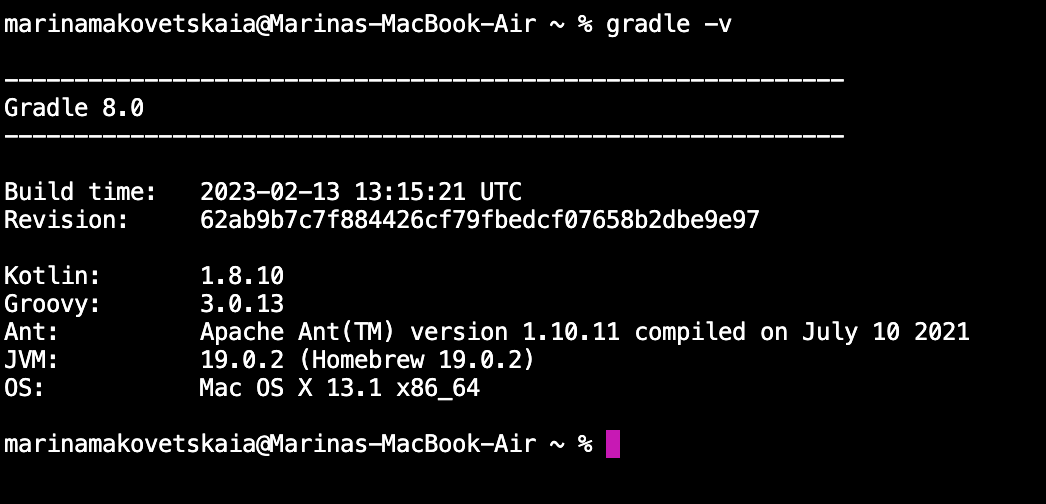 marinamakovetskaia@Marinas-MacBook-Air ~ % gradle -v
------------------------------------------------------------
Gradle 8.0
------------------------------------------------------------
Build time:   2023-02-13 13:15:21 UTC
Revision:     62ab9b7c7f884426cf79fbedcf07658b2dbe9e97
Kotlin:       1.8.10
Groovy:       3.0.13
Ant:          Apache Ant(TM) version 1.10.11 compiled on July 10 2021
JVM:          19.0.2 (Homebrew 19.0.2)
OS:           Mac OS X 13.1 x86_64
marinamakovetskaia@Marinas-MacBook-Air ~ %